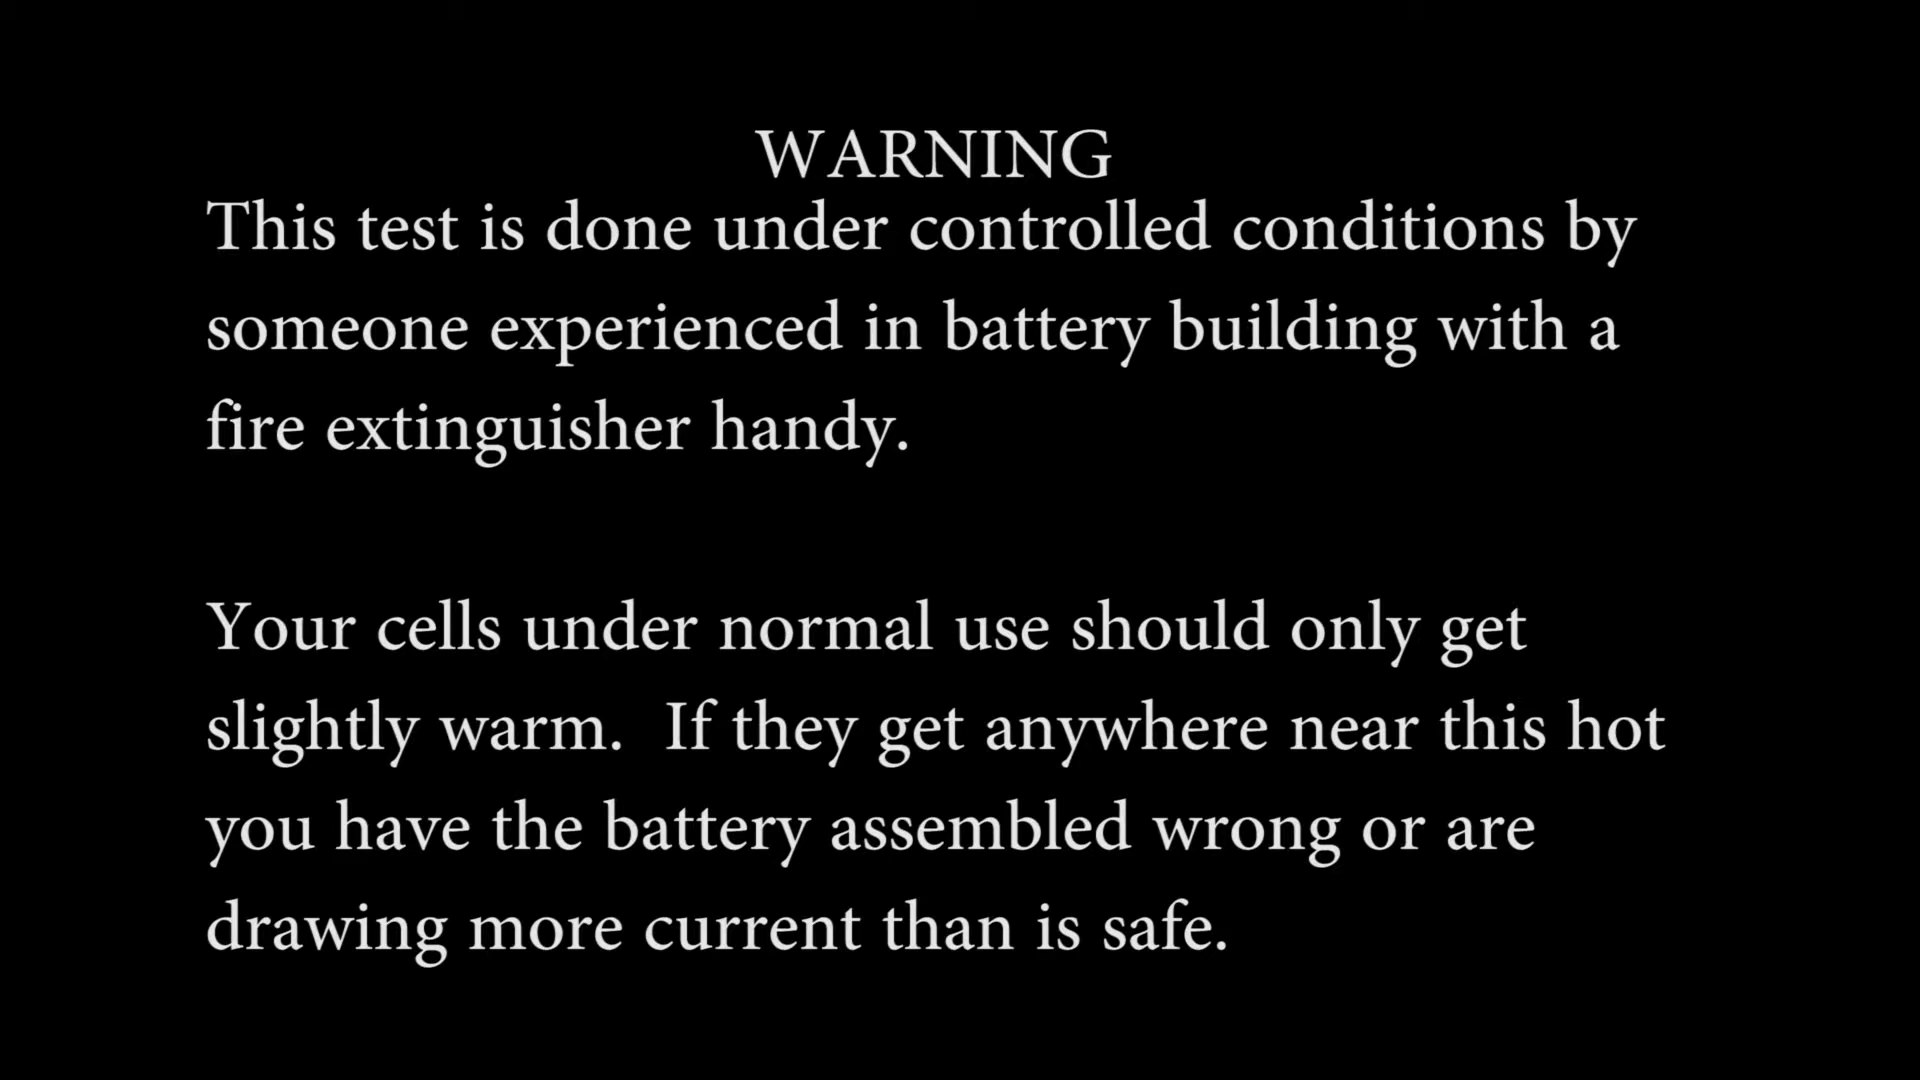 WARNING
This test is done under controlled conditions by
someone experienced in battery building with a
fire extinguisher handy.
Your cells under normal use should only get
slightly warm.  If they get anywhere near this hot
you have the battery assembled wrong or are
drawing more current than is safe.